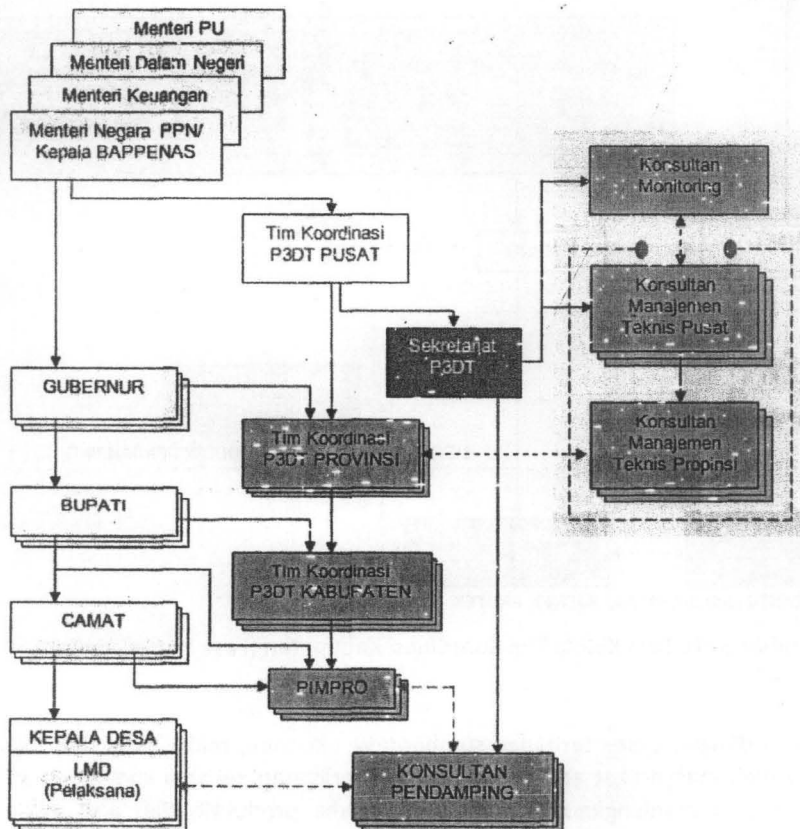 Menteri PU
Menteri Dalam Negeri
Menteri Keuangan
Menteri Negara PPN/
Kepala BAPPENAS
Konsultan
Monitoring
Tim Koordinasi
P3DT PUSAT
Konsultan
Manajemen
Teknis Pusat
Sekretariat
P3DT
GUBERNUR
Tim Koordinasi
P3DT PROVINSI
Konsultan
Manajemen
Teknis Propinsi
BUPATI
Tim Koordinasi
P3DT KABUPATEN
CAMAT
PIMPRO
KEPALA DESA
LMD
(Pelaksana)
KONSULTAN
PENDAMPING